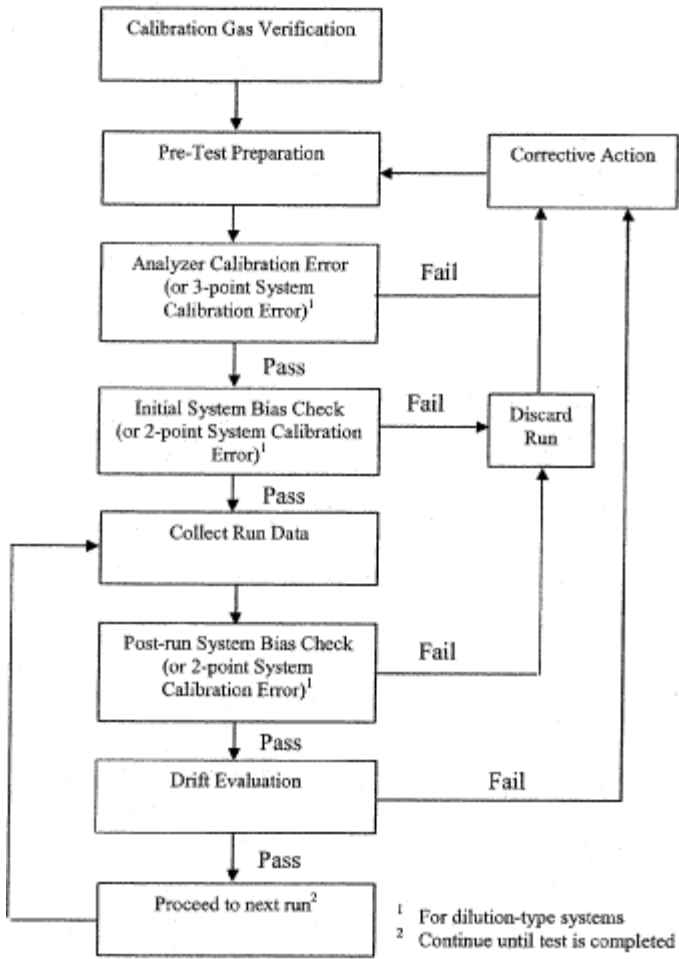 Calibration Gas Verification
Pre-Test Preparation
Corrective Action
Analyzer Calibration Error
(or 3-point System
Calibration Error)¹
Fail
Pass
Initial System Bias Check
(or 2-point System Calibration
Error)¹
Fail
Discard
Run
Pass
Collect Run Data
Post-run System Bias Check
(or 2-point System
Calibration Error)¹
Fail
Pass
Drift Evaluation
Fail
Pass
Proceed to next run²
¹ For dilution-type systems
² Continue until test is completed